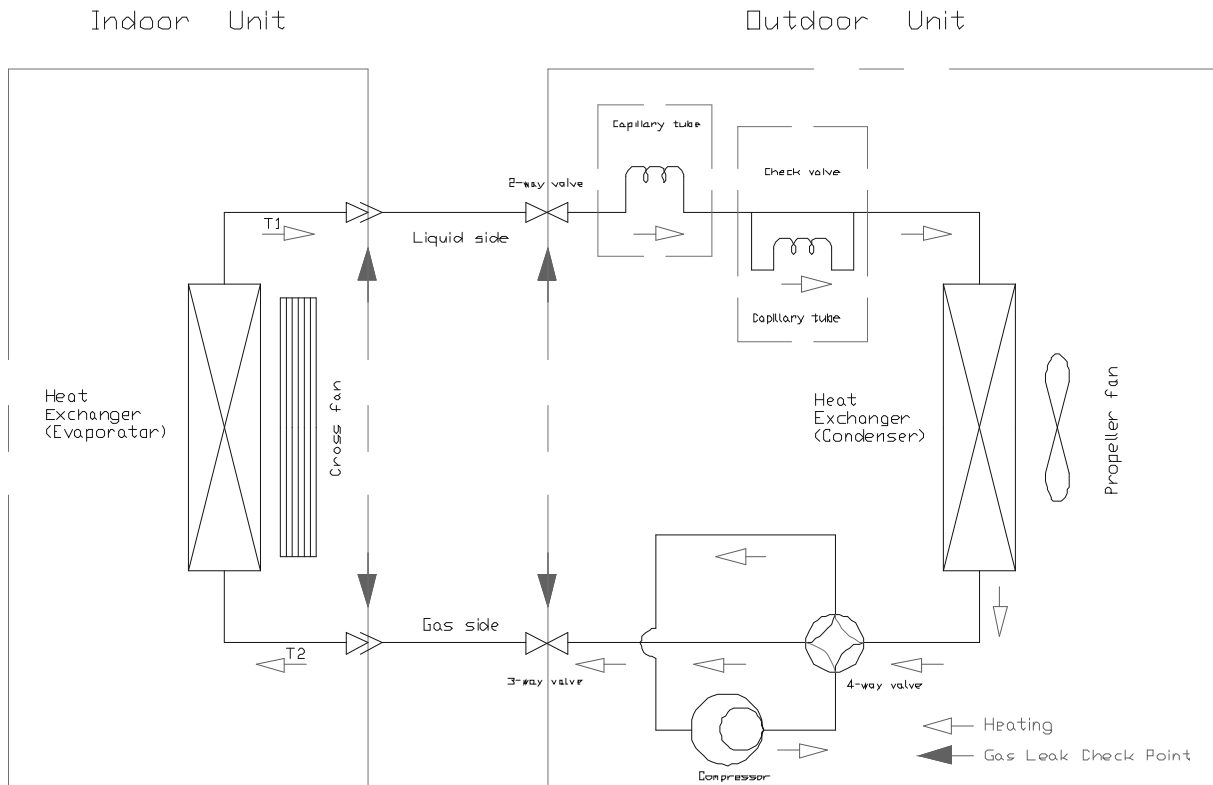 Indoor Unit
Outdoor Unit
Capillary tube
Check valve
2-way valve
T1
Liquid side
Capillary tube
Heat
Exchanger
(Evaporator)
Cross fan
Heat
Exchanger
(Condenser)
Propeller fan
Gas side
T2
3-way valve
4-way valve
Heating
Gas Leak Check Point
Compressor